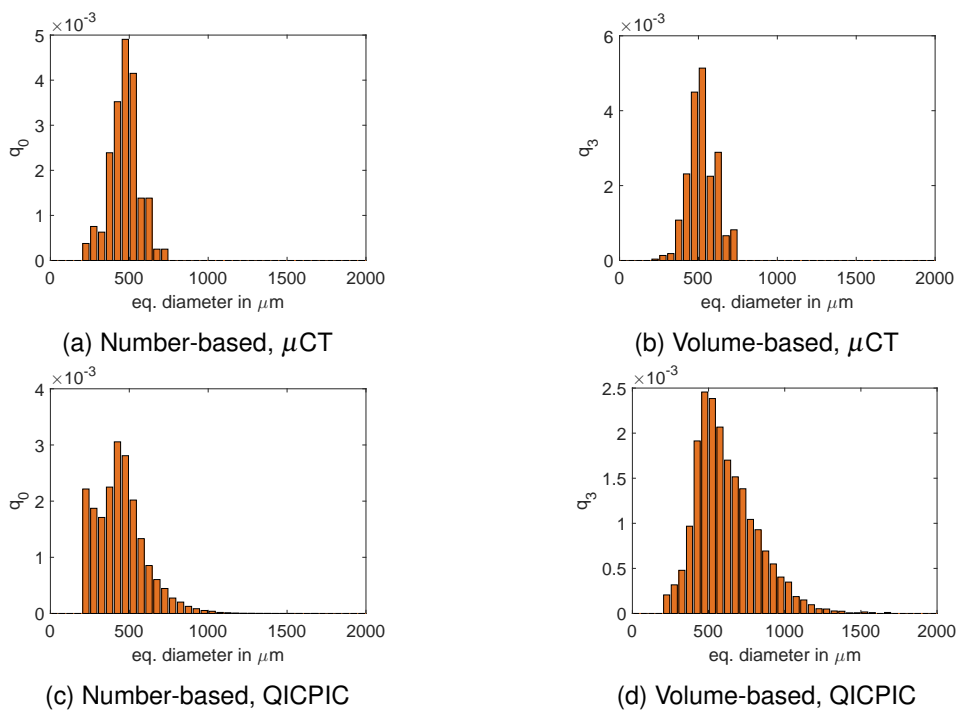 ×10⁻³
5
4
3
2
1
0
q₀
0 500 1000 1500 2000
eq. diameter in μm
(a) Number-based, μCT
×10⁻³
6
4
2
0
q₃
0 500 1000 1500 2000
eq. diameter in μm
(b) Volume-based, μCT
×10⁻³
4
3
2
1
0
q₀
0 500 1000 1500 2000
eq. diameter in μm
(c) Number-based, QICPIC
×10⁻³
2.5
2
1.5
1
0.5
0
q₃
0 500 1000 1500 2000
eq. diameter in μm
(d) Volume-based, QICPIC